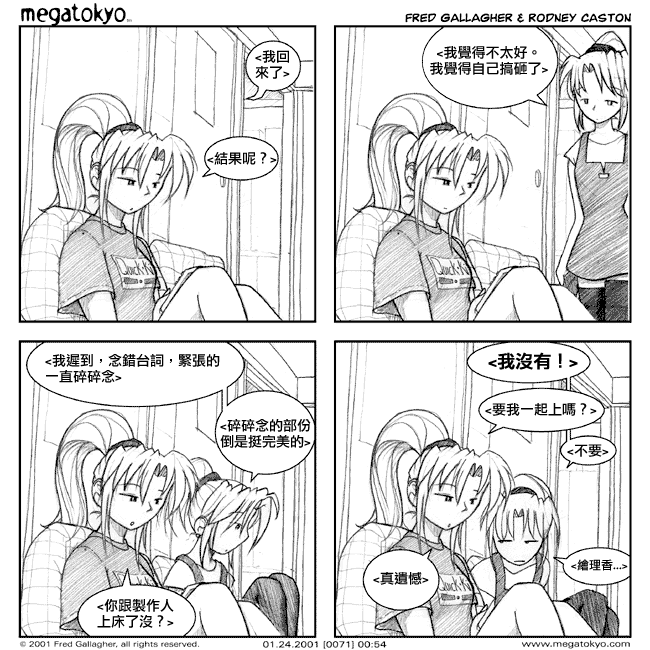 megatokyo
FRED GALLAGHER & RODNEY CASTON
<我回
來了>
<結果呢？>
<我覺得不太好。
我覺得自己搞砸了>
Quick-N
<我遲到，念錯台詞，緊張的
一直碎碎念>
<碎碎念的部份
倒是挺完美的>
<你跟製作人
上床了沒？>
<我沒有！>
<要我一起上嗎？>
<不要>
<真遺憾>
<繪理香...>
© 2001 Fred Gallagher, all rights reserved.
01.24.2001 [0071] 00:54
www.megatokyo.com